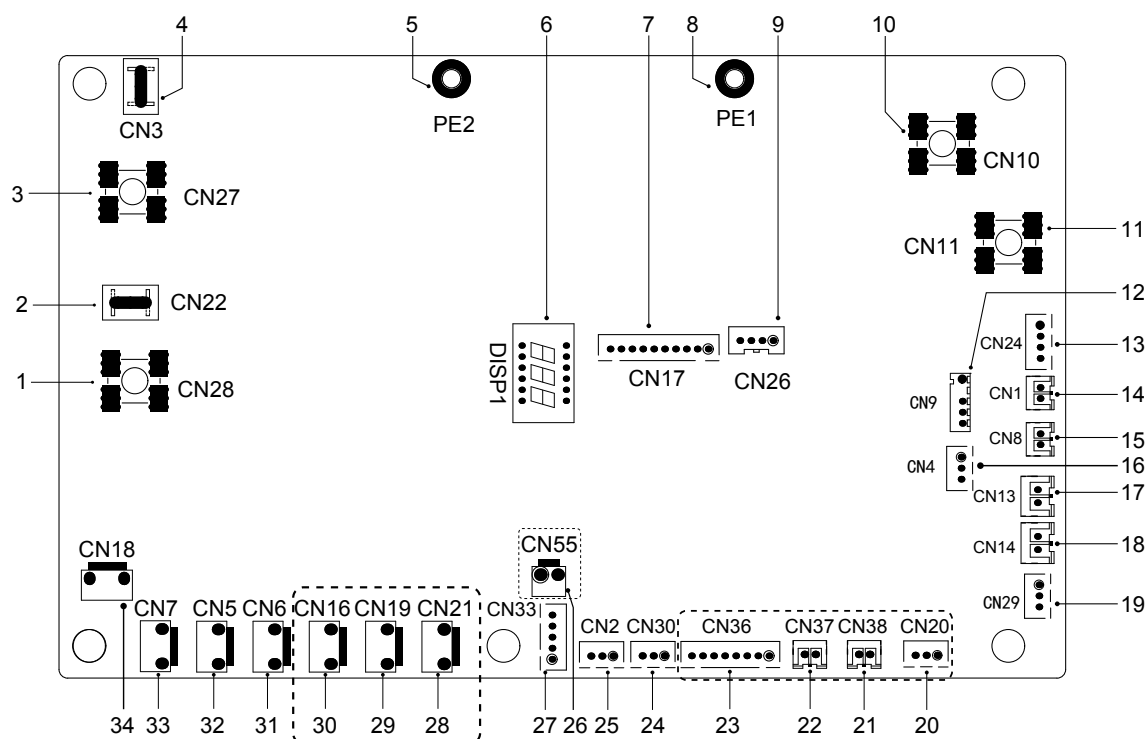 4 5 6 7 8 9 10
CN3 PE2 PE1
CN10
3 CN27
CN11 11
12
2 CN22
CN24 13
DISP1
CN17 CN26
1 CN28
CN9 CN1 14
CN8 15
CN4 16
CN13 17
CN14 18
CN18 CN55
CN29 19
CN7 CN5 CN6 CN16 CN19 CN21 CN33 CN2 CN30 CN36 CN37 CN38 CN20
34 33 32 31 30 29 28 27 26 25 24 23 22 21 20